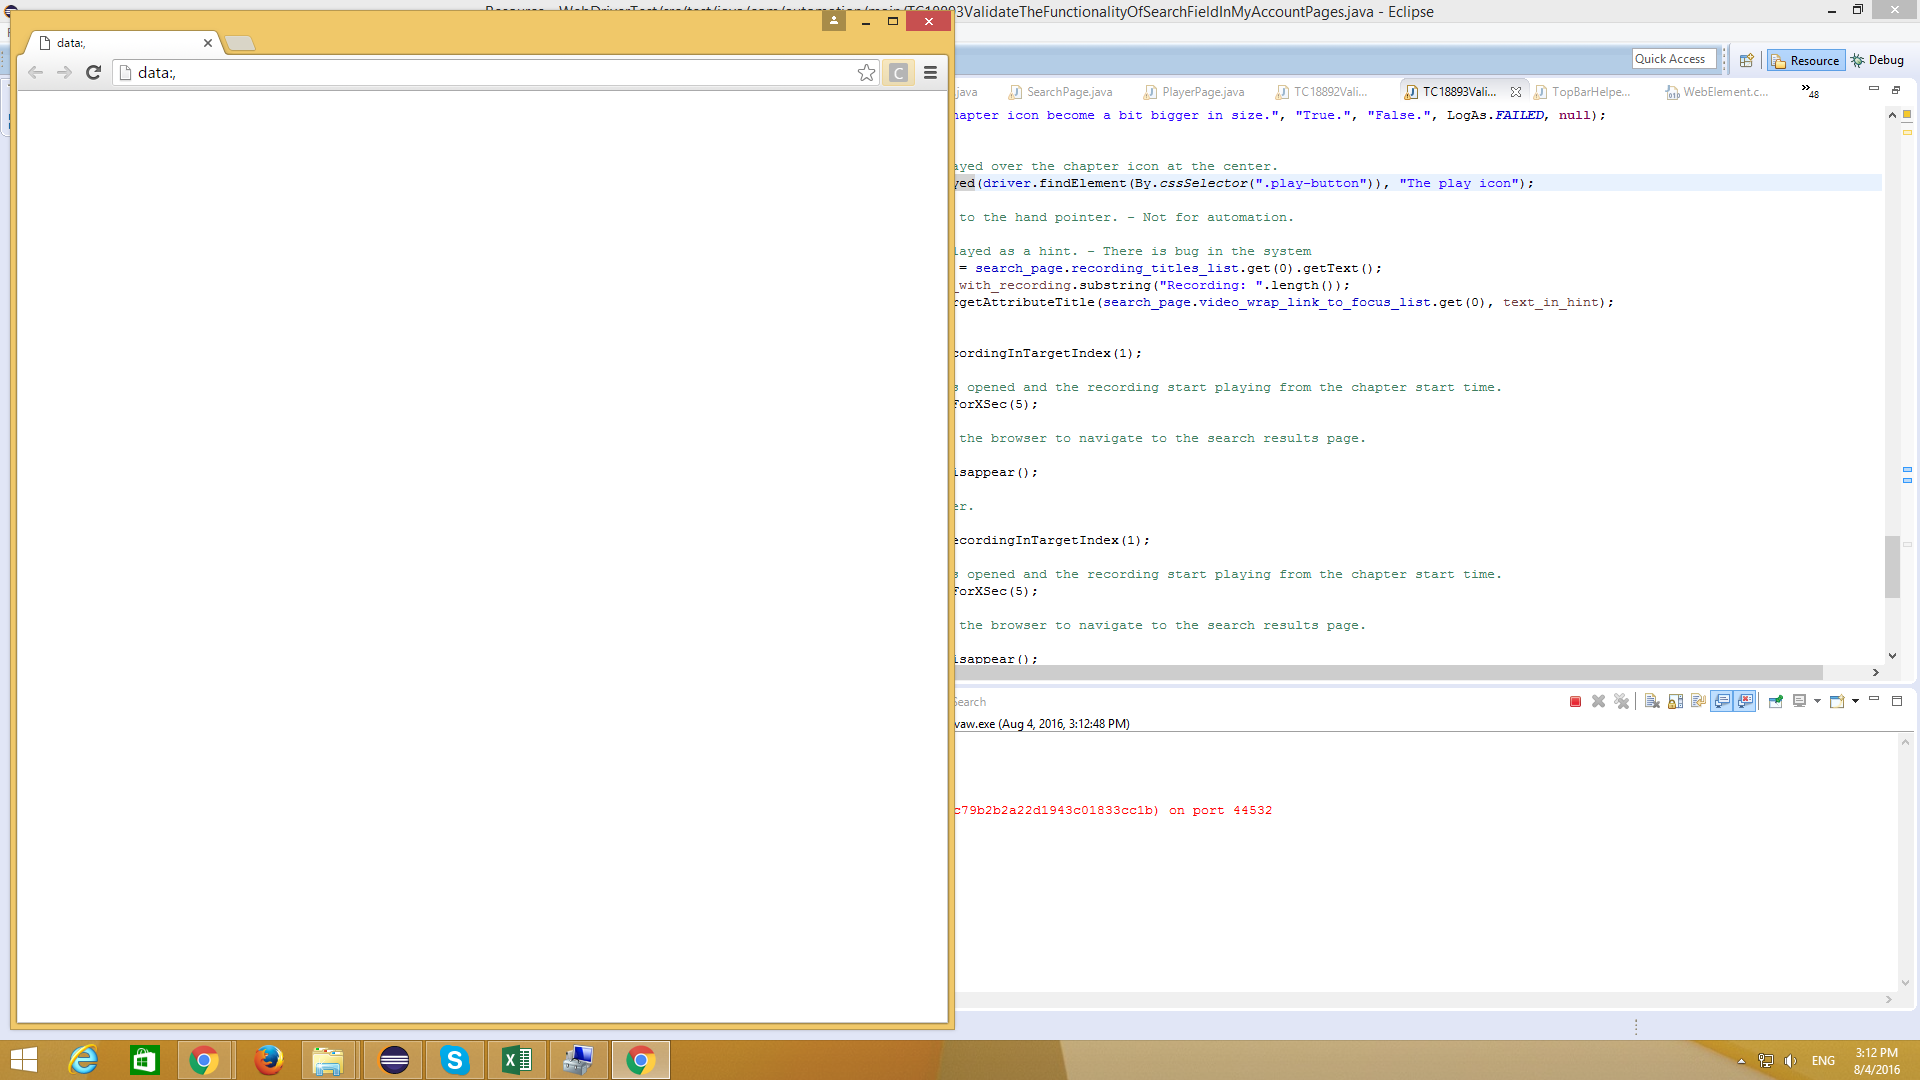 TC18893ValidateTheFunctionalityOfSearchFieldInMyAccountPages.java - Eclipse
data:,
data:,
Quick Access
Resource
Debug
java
SearchPage.java
PlayerPage.java
TC18892Vali...
TC18893Vali...
TopBarHelpe...
WebElement.c...
48
hapter icon become a bit bigger in size.", "True.", "False.", LogAs.FAILED, null);
ayed over the chapter icon at the center.
yed(driver.findElement(By.cssSelector(".play-button")), "The play icon");
to the hand pointer. - Not for automation.
layed as a hint. - There is bug in the system
= search_page.recording_titles_list.get(0).getText();
_with_recording.substring("Recording: ".length());
rgetAttributeTitle(search_page.video_wrap_link_to_focus_list.get(0), text_in_hint);
cordingInTargetIndex(1);
s opened and the recording start playing from the chapter start time.
ForXSec(5);
the browser to navigate to the search results page.
isappear();
er.
ecordingInTargetIndex(1);
s opened and the recording start playing from the chapter start time.
ForXSec(5);
the browser to navigate to the search results page.
isappear();
Search
vaw.exe (Aug 4, 2016, 3:12:48 PM)
c79b2b2a22d1943c01833cc1b) on port 44532
ENG
3:12 PM
8/4/2016